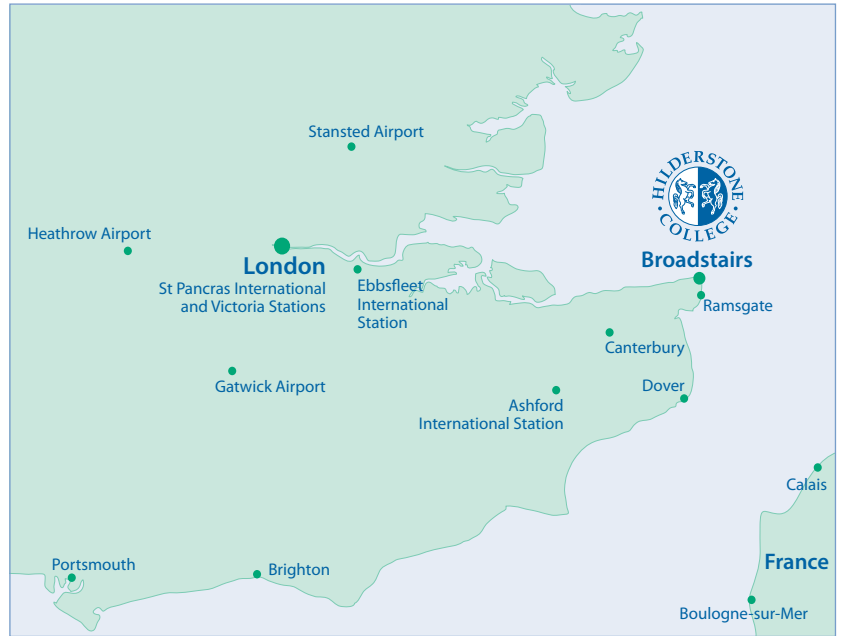 Stansted Airport
HILDERSTONE
COLLEGE
Heathrow Airport
London
St Pancras International
and Victoria Stations
Ebbsfleet
International
Station
Broadstairs
Ramsgate
Canterbury
Gatwick Airport
Dover
Ashford
International Station
Calais
Portsmouth
Brighton
France
Boulogne-sur-Mer